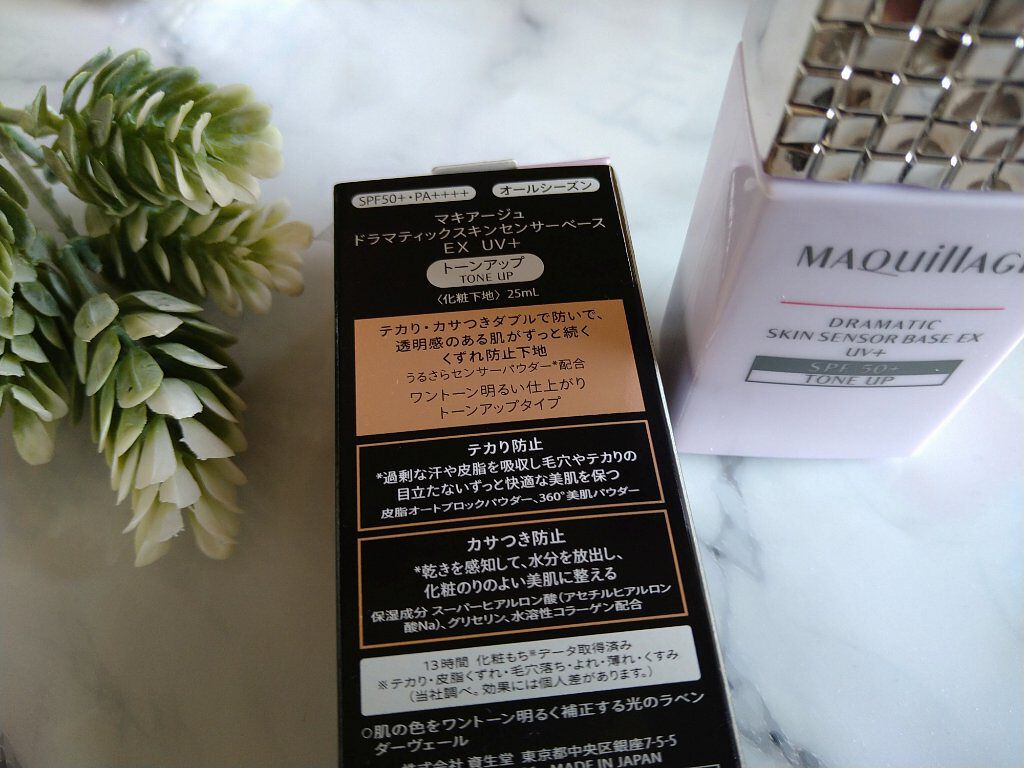 SPF50+・PA++++ オールシーズン
マキアージュ
ドラマティックスキンセンサーベース
EX UV+
トーンアップ
TONE UP
〈化粧下地〉25mL
テカリ・カサつきダブルで防いで、
透明感のある肌がずっと続く
くずれ防止下地
うるさらセンサーパウダー*配合
ワントーン明るい仕上がり
トーンアップタイプ
テカリ防止
*過剰な汗や皮脂を吸収し毛穴やテカリの
目立たないずっと快適な美肌を保つ
皮脂オートブロックパウダー、360°美肌パウダー
カサつき防止
*乾きを感知して、水分を放出し、
化粧のりのよい美肌に整える
保湿成分 スーパーヒアルロン酸（アセチルヒアルロン
酸Na）、グリセリン、水溶性コラーゲン配合
13時間 化粧もち※データ取得済み
※テカリ・皮脂くずれ・毛穴落ち・よれ・薄れ・くすみ
（当社調べ。効果には個人差があります。）
○肌の色をワントーン明るく補正する光のラベン
ダーヴェール
株式会社 資生堂 東京都中央区銀座7-5-5
MADE IN JAPAN
MAQuillAG
DRAMATIC
SKIN SENSOR BASE EX
UV+
SPF 50+
TONE UP